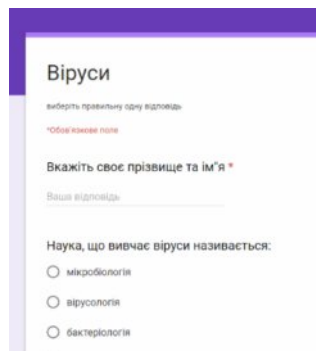 Віруси
виберіть правильну одну відповідь
*Обов'язкове поле
Вкажіть своє прізвище та ім"я *
Ваша відповідь
Наука, що вивчає віруси називається:
мікробіологія
вірусологія
бактеріологія